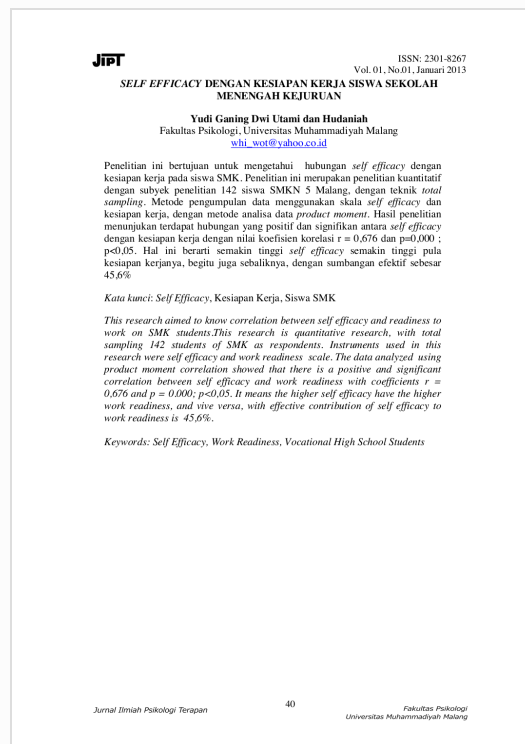 JIPT
ISSN: 2301-8267
Vol. 01, No.01, Januari 2013
SELF EFFICACY DENGAN KESIAPAN KERJA SISWA SEKOLAH
MENENGAH KEJURUAN
Yudi Ganing Dwi Utami dan Hudaniah
Fakultas Psikologi, Universitas Muhammadiyah Malang
whi_wot@yahoo.co.id
Penelitian ini bertujuan untuk mengetahui hubungan self efficacy dengan
kesiapan kerja pada siswa SMK. Penelitian ini merupakan penelitian kuantitatif
dengan subyek penelitian 142 siswa SMKN 5 Malang, dengan teknik total
sampling. Metode pengumpulan data menggunakan skala self efficacy dan
kesiapan kerja, dengan metode analisa data product moment. Hasil penelitian
menunjukan terdapat hubungan yang positif dan signifikan antara self efficacy
dengan kesiapan kerja dengan nilai koefisien korelasi r = 0,676 dan p=0,000 ;
p<0,05. Hal ini berarti semakin tinggi self efficacy semakin tinggi pula
kesiapan kerjanya, begitu juga sebaliknya, dengan sumbangan efektif sebesar
45,6%
Kata kunci: Self Efficacy, Kesiapan Kerja, Siswa SMK
This research aimed to know correlation between self efficacy and readiness to
work on SMK students.This research is quantitative research, with total
sampling 142 students of SMK as respondents. Instruments used in this
research were self efficacy and work readiness scale. The data analyzed using
product moment correlation showed that there is a positive and significant
correlation between self efficacy and work readiness with coefficients r =
0,676 and p = 0.000; p<0,05. It means the higher self efficacy have the higher
work readiness, and vive versa, with effective contribution of self efficacy to
work readiness is 45,6%.
Keywords: Self Efficacy, Work Readiness, Vocational High School Students
40
Jurnal Ilmiah Psikologi Terapan
Fakultas Psikologi
Universitas Muhammadiyah Malang